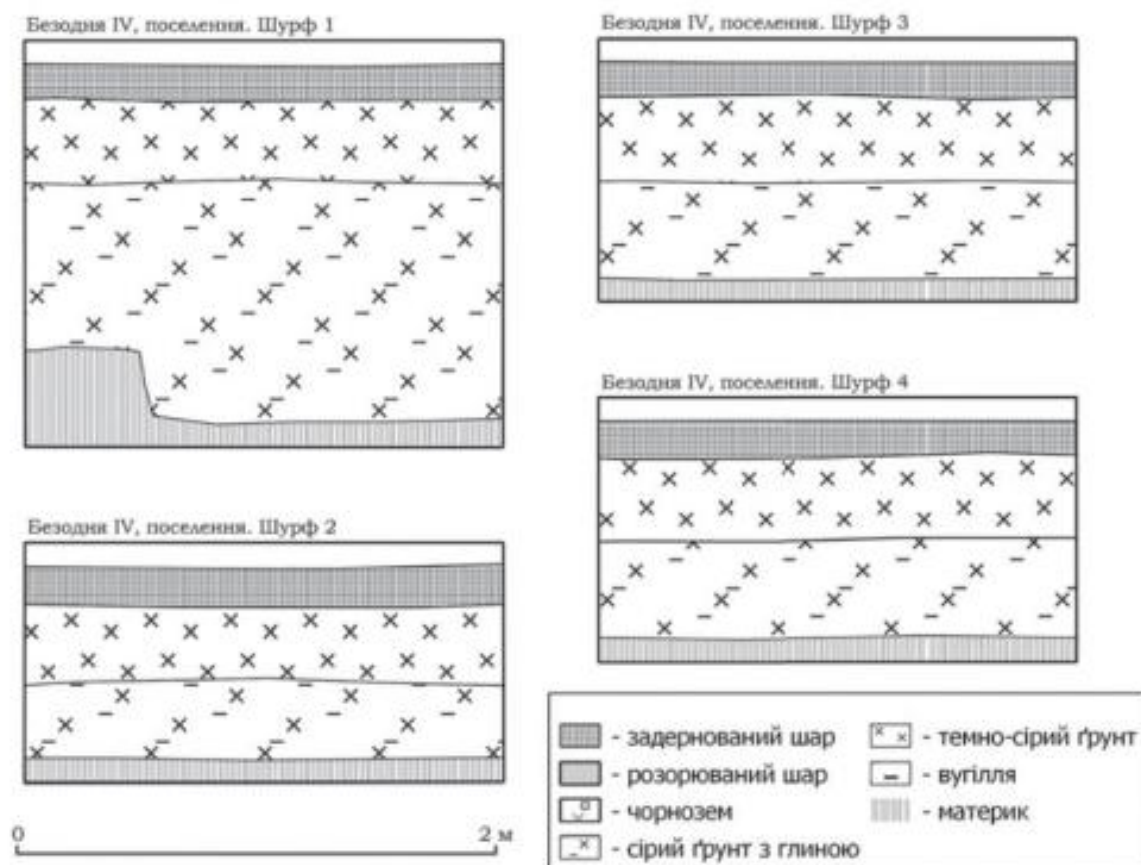 Безодня IV, поселення. Шурф 1
Безодня IV, поселення. Шурф 3
Безодня IV, поселення. Шурф 4
Безодня IV, поселення. Шурф 2
0 2 м
- задернований шар
- розорюваний шар
- чорнозем
- сірий ґрунт з глиною
- темно-сірий ґрунт
- вугілля
- материк